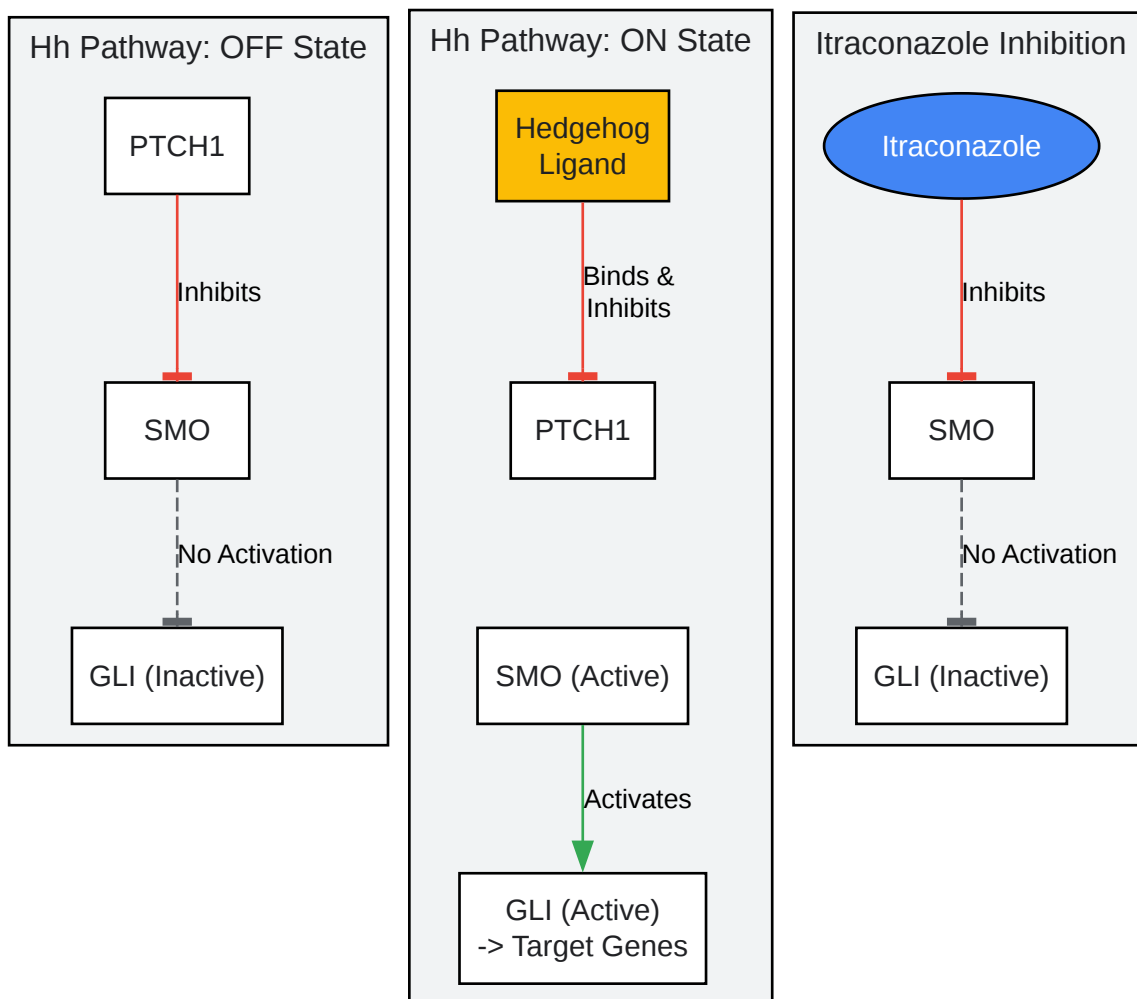 Hh Pathway: OFF State
PTCH1
Inhibits
SMO
No Activation
GLI (Inactive)
Hh Pathway: ON State
Hedgehog
Ligand
Binds &
Inhibits
PTCH1
SMO (Active)
Activates
GLI (Active)
-> Target Genes
Itraconazole Inhibition
Itraconazole
Inhibits
SMO
No Activation
GLI (Inactive)